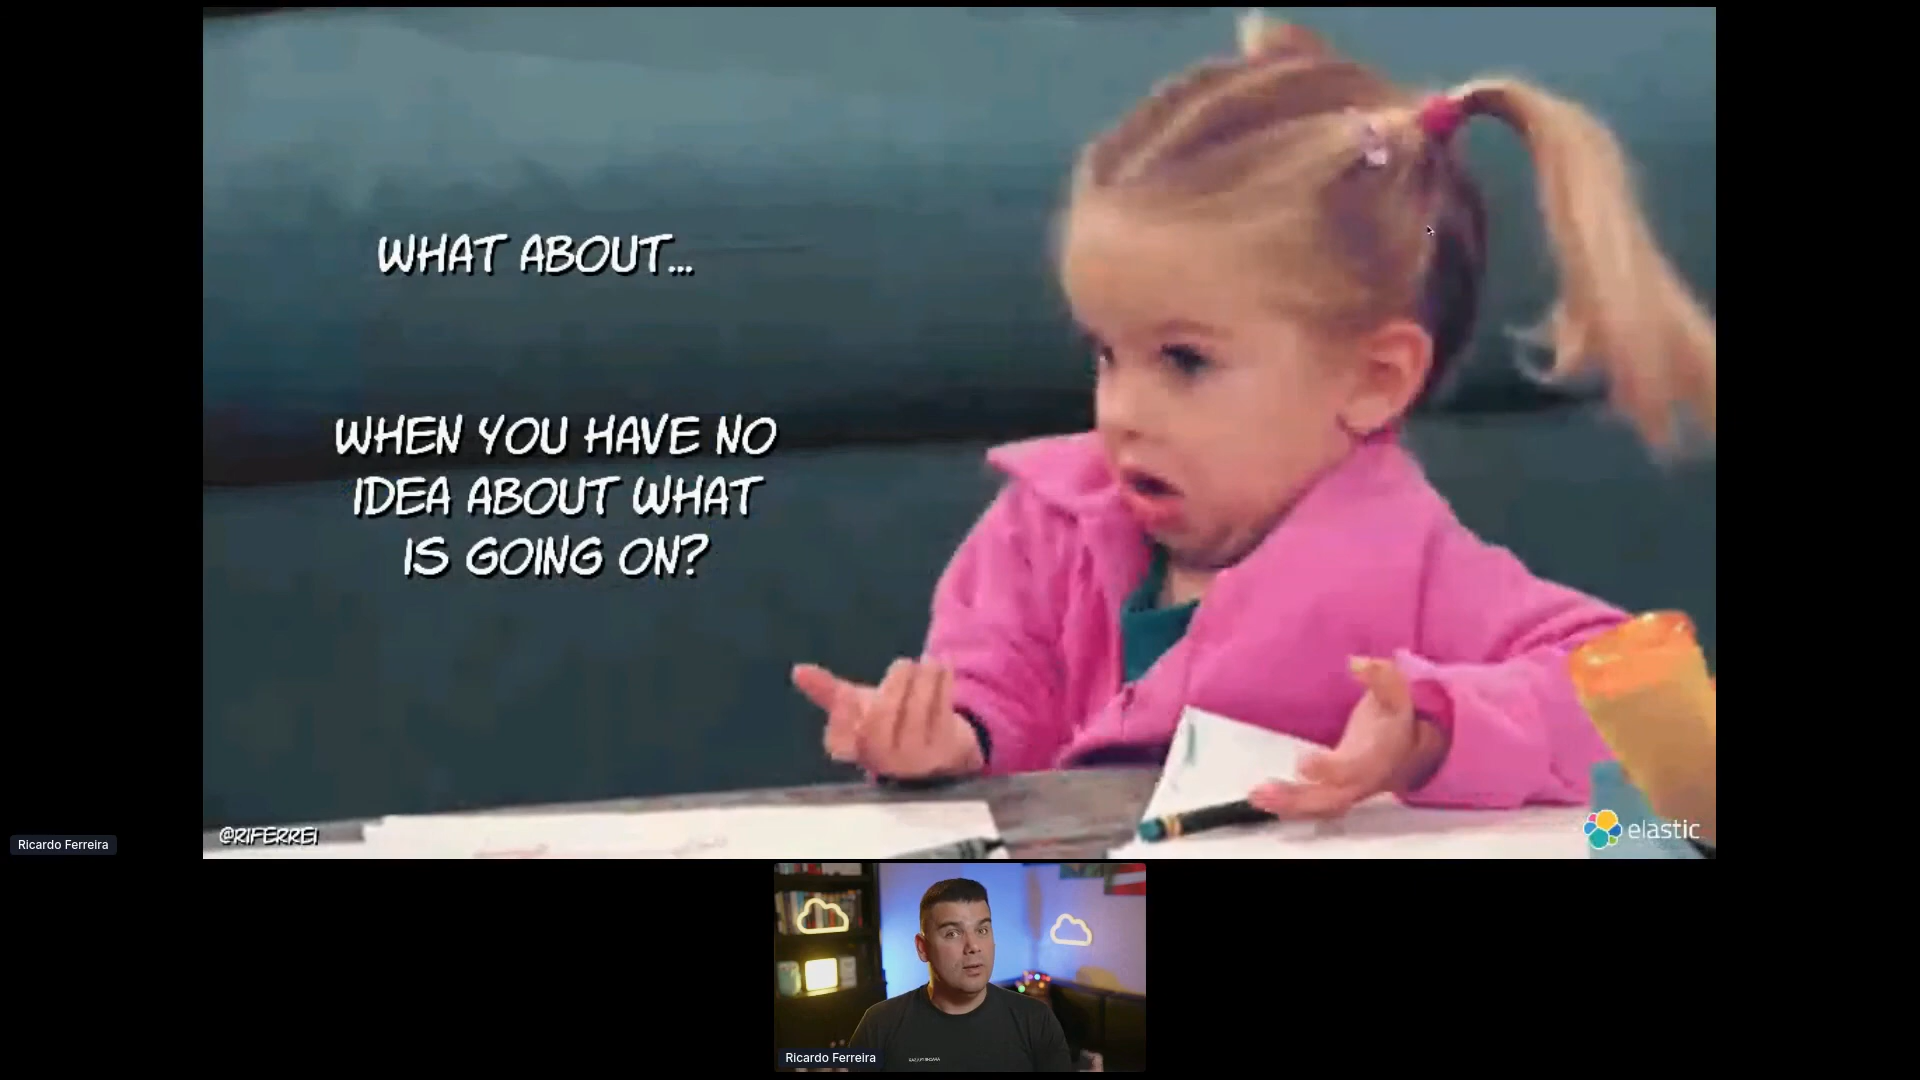 WHAT ABOUT...
WHEN YOU HAVE NO
IDEA ABOUT WHAT
IS GOING ON?
@RIFERREI
elastic
Ricardo Ferreira
Ricardo Ferreira